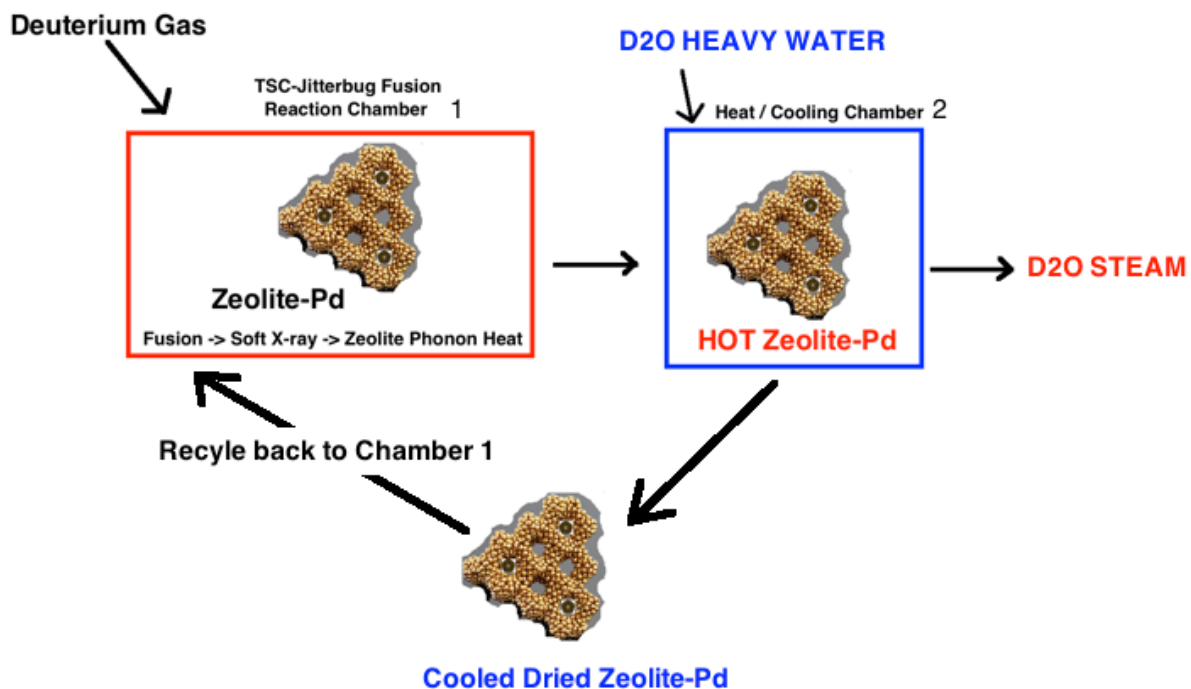 Deuterium Gas
D2O HEAVY WATER
TSC-Jitterbug Fusion
Reaction Chamber 1
Heat / Cooling Chamber 2
Zeolite-Pd
Fusion -> Soft X-ray -> Zeolite Phonon Heat
HOT Zeolite-Pd
D2O STEAM
Recyle back to Chamber 1
Cooled Dried Zeolite-Pd